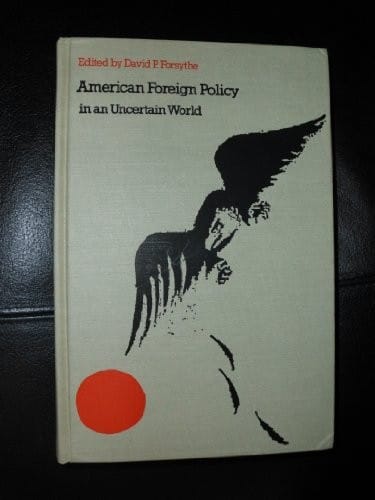 Edited by David P. Forsythe
American Foreign Policy
in an Uncertain World